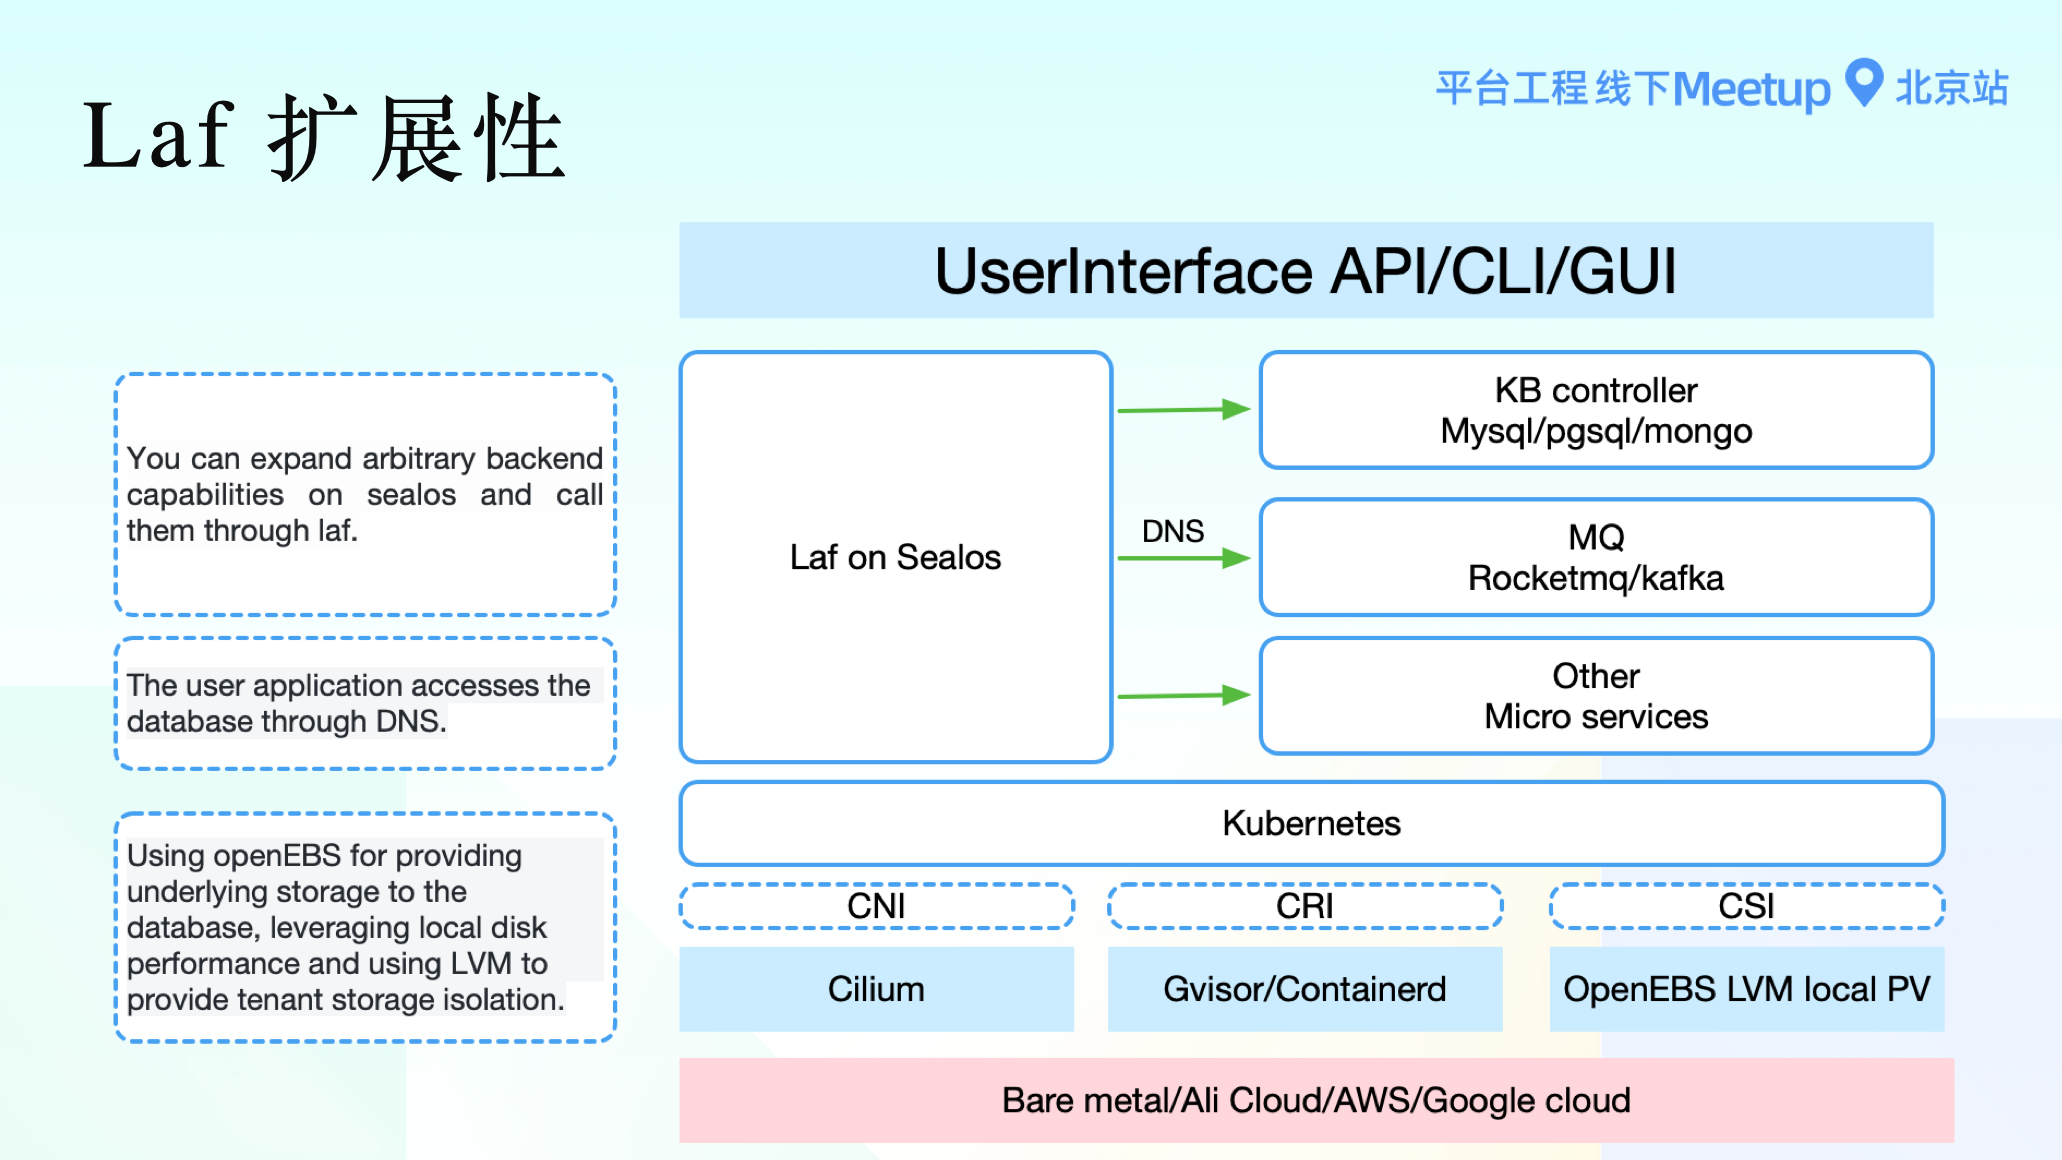 Laf 扩展性
平台工程 线下Meetup 北京站
UserInterface API/CLI/GUI
You can expand arbitrary backend
capabilities on sealos and call
them through laf.
The user application accesses the
database through DNS.
Using openEBS for providing
underlying storage to the
database, leveraging local disk
performance and using LVM to
provide tenant storage isolation.
Laf on Sealos
DNS
KB controller
Mysql/pgsql/mongo
MQ
Rocketmq/kafka
Other
Micro services
Kubernetes
CNI
CRI
CSI
Cilium
Gvisor/Containerd
OpenEBS LVM local PV
Bare metal/Ali Cloud/AWS/Google cloud